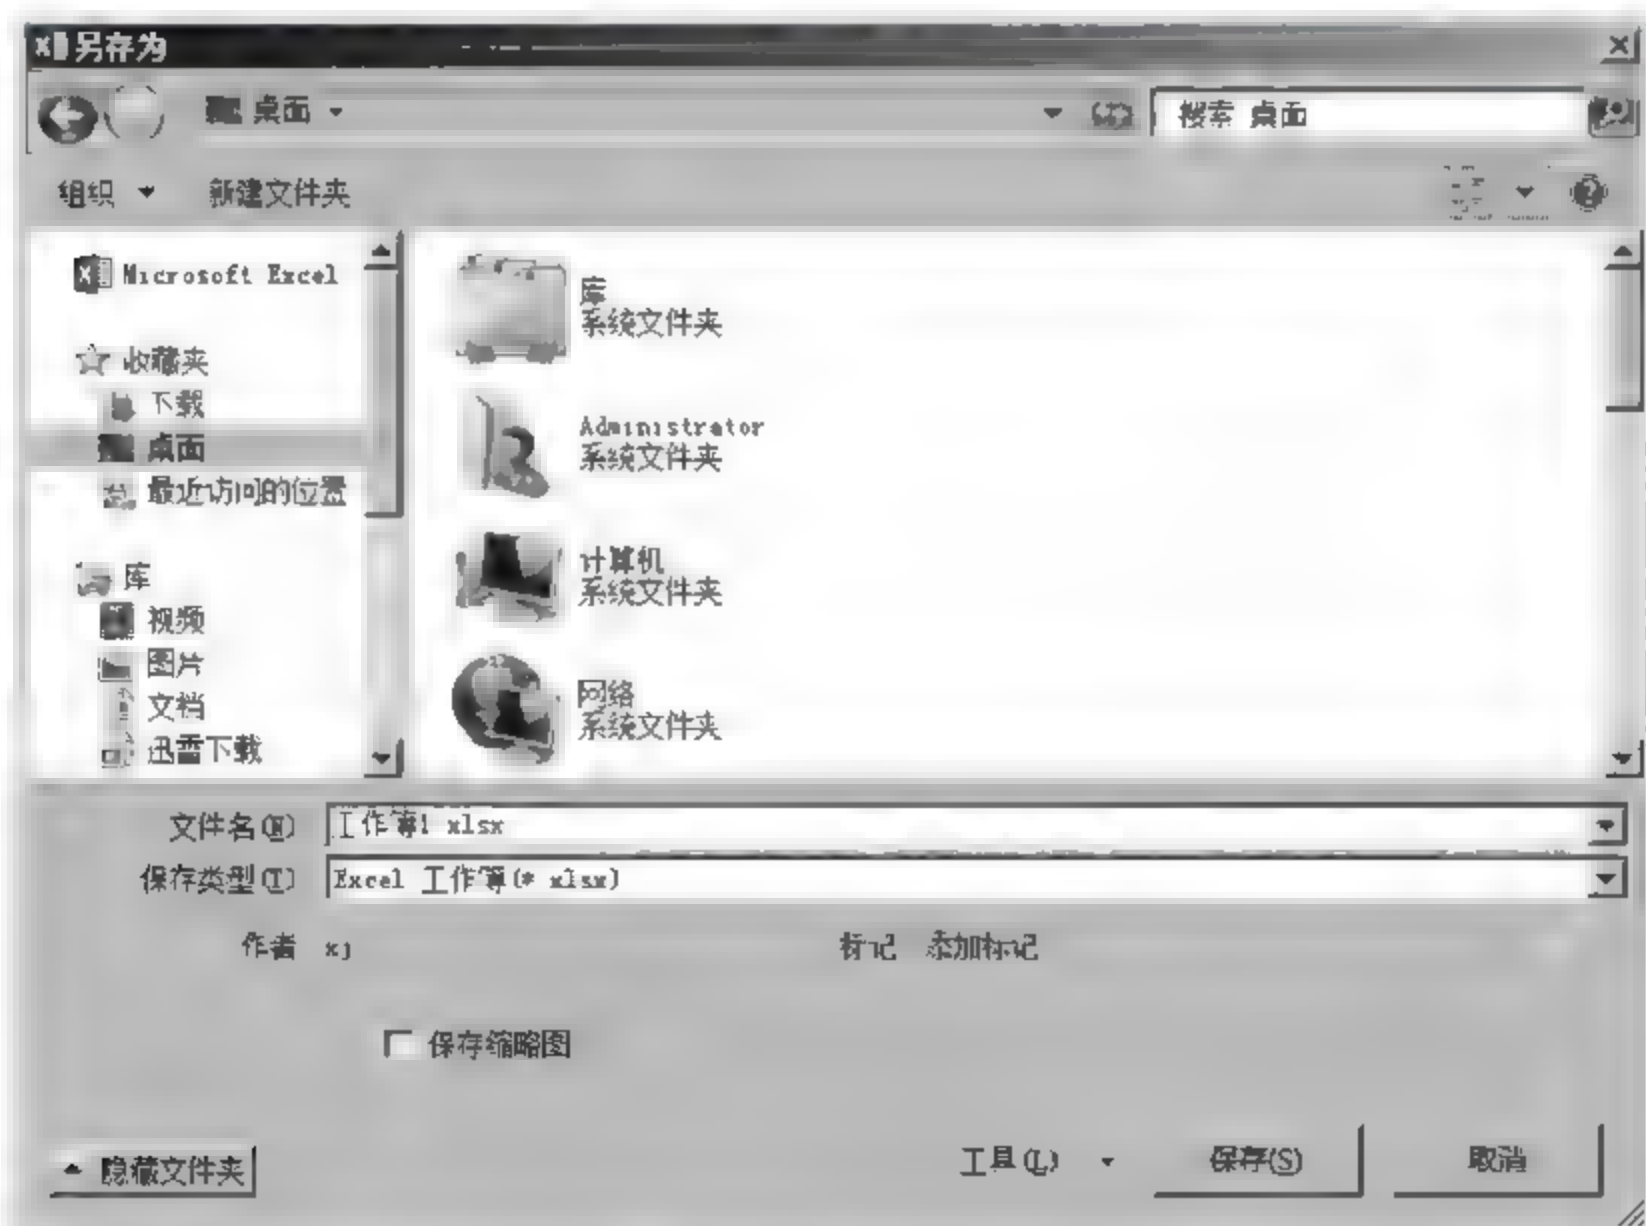 另存为
桌面
搜索 桌面
组织
新建文件夹
Microsoft Excel
收藏夹
下载
桌面
最近访问的位置
库
视频
图片
文档
迅雷下载
库
系统文件夹
Administrator
系统文件夹
计算机
系统文件夹
网络
系统文件夹
文件名(N)
工作簿1 xlsx
保存类型(T)
Excel 工作簿(* xlsx)
作者 xj
标记 添加标记
保存缩略图
隐藏文件夹
工具(L)
保存(S)
取消